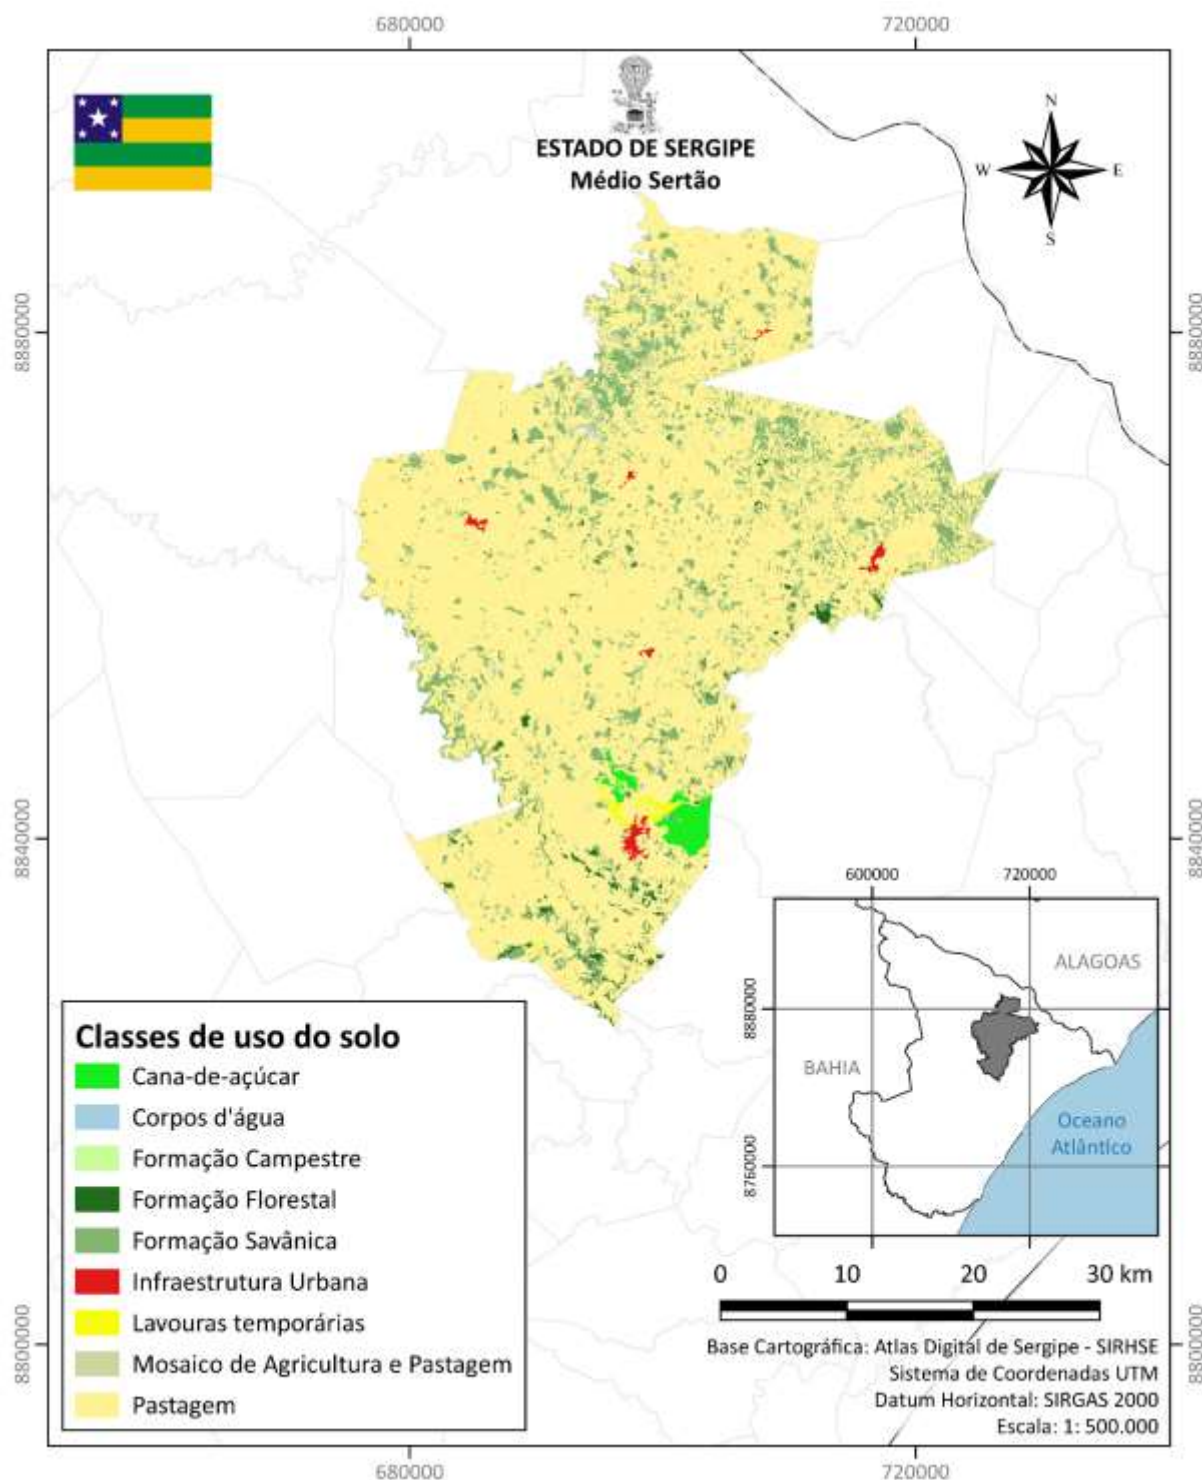 680000
720000
ESTADO DE SERGIPE
Médio Sertão
N
W
E
S
8880000
8880000
8840000
8840000
600000
720000
ALAGOAS
8880000
BAHIA
Oceano
Atlântico
8760000
Classes de uso do solo
Cana-de-açúcar
Corpos d'água
Formação Campestre
Formação Florestal
Formação Savânica
Infraestrutura Urbana
Lavouras temporárias
Mosaico de Agricultura e Pastagem
Pastagem
0 10 20 30 km
Base Cartográfica: Atlas Digital de Sergipe - SIRHSE
Sistema de Coordenadas UTM
Datum Horizontal: SIRGAS 2000
Escala: 1: 500.000
8800000
8800000
680000
720000